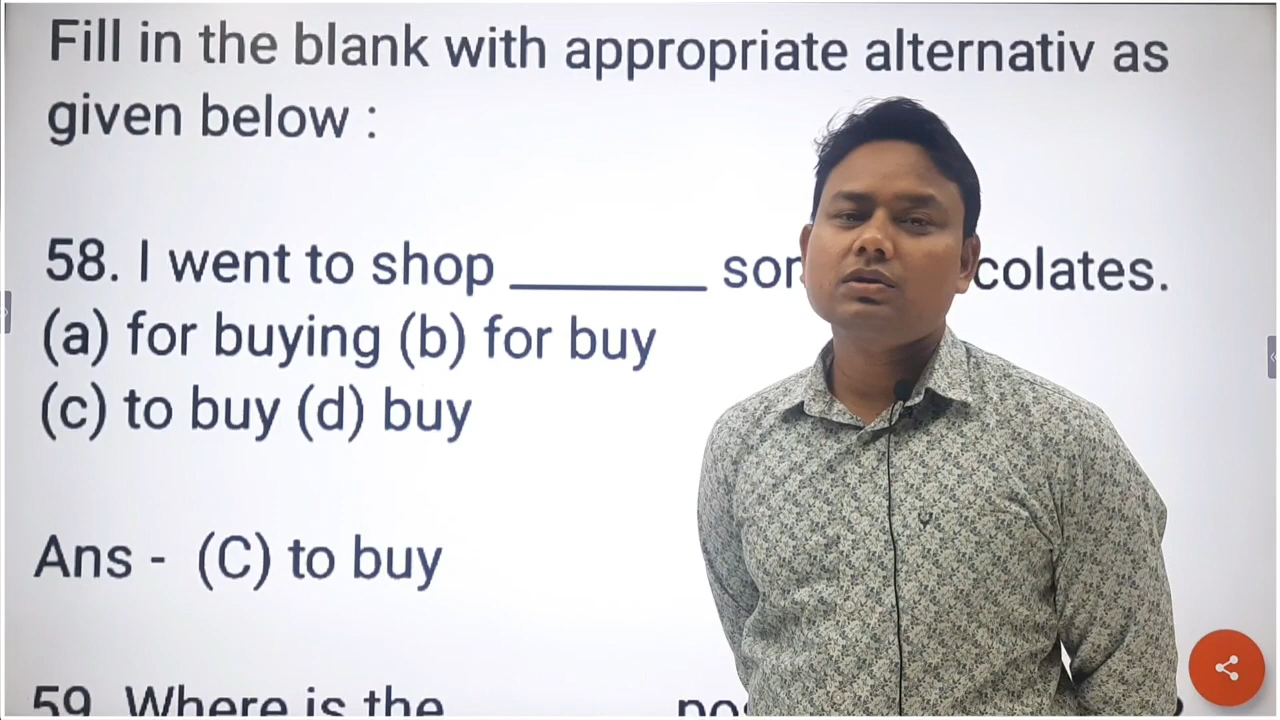 Fill in the blank with appropriate alternativ as
given below :
58. I went to shop ________ colates.
(a) for buying (b) for buy
(c) to buy (d) buy
Ans - (C) to buy
59. Where is the